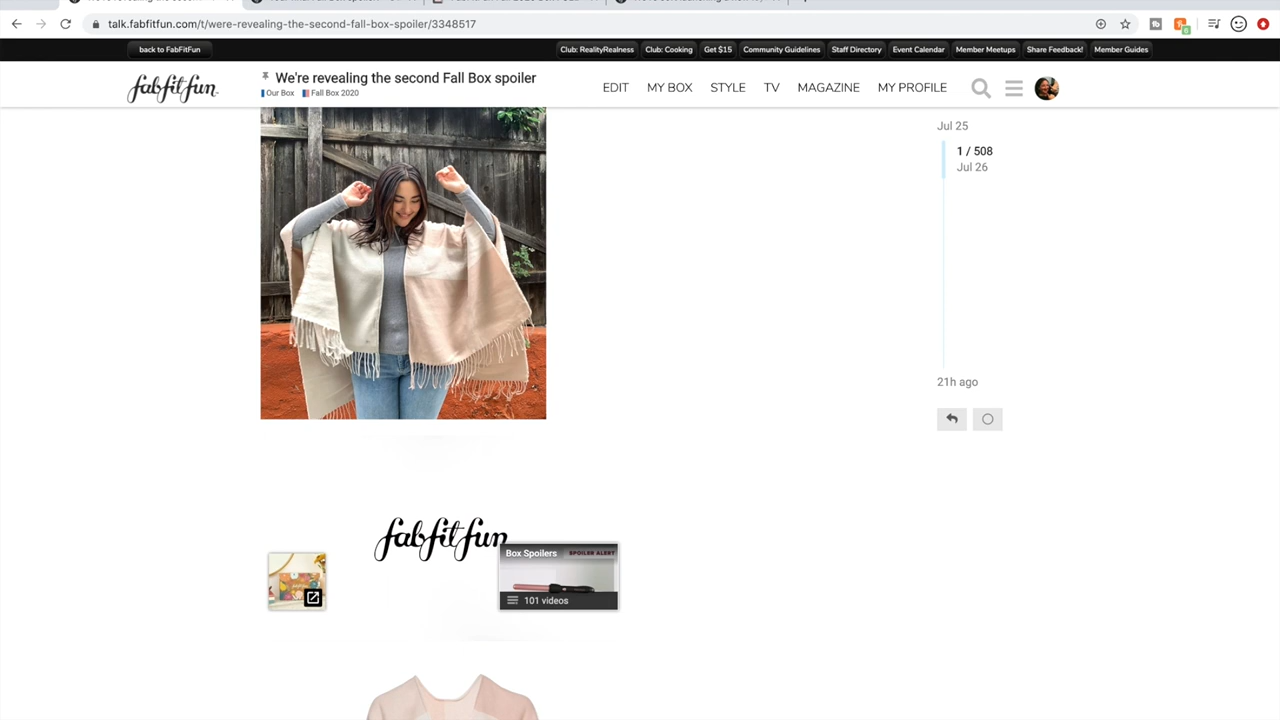 talk.fabfitfun.com/t/were-revealing-the-second-fall-box-spoiler/3348517
back to FabFitFun
Club: RealityRealness
Club: Cooking
Get $15
Community Guidelines
Staff Directory
Event Calendar
Member Meetups
Share Feedback!
Member Guides
fabfitfun
We're revealing the second Fall Box spoiler
Our Box
Fall Box 2020
EDIT
MY BOX
STYLE
TV
MAGAZINE
MY PROFILE
Jul 25
1 / 508
Jul 26
21h ago
fabfitfun
Box Spoilers
SPOILER ALERT
101 videos